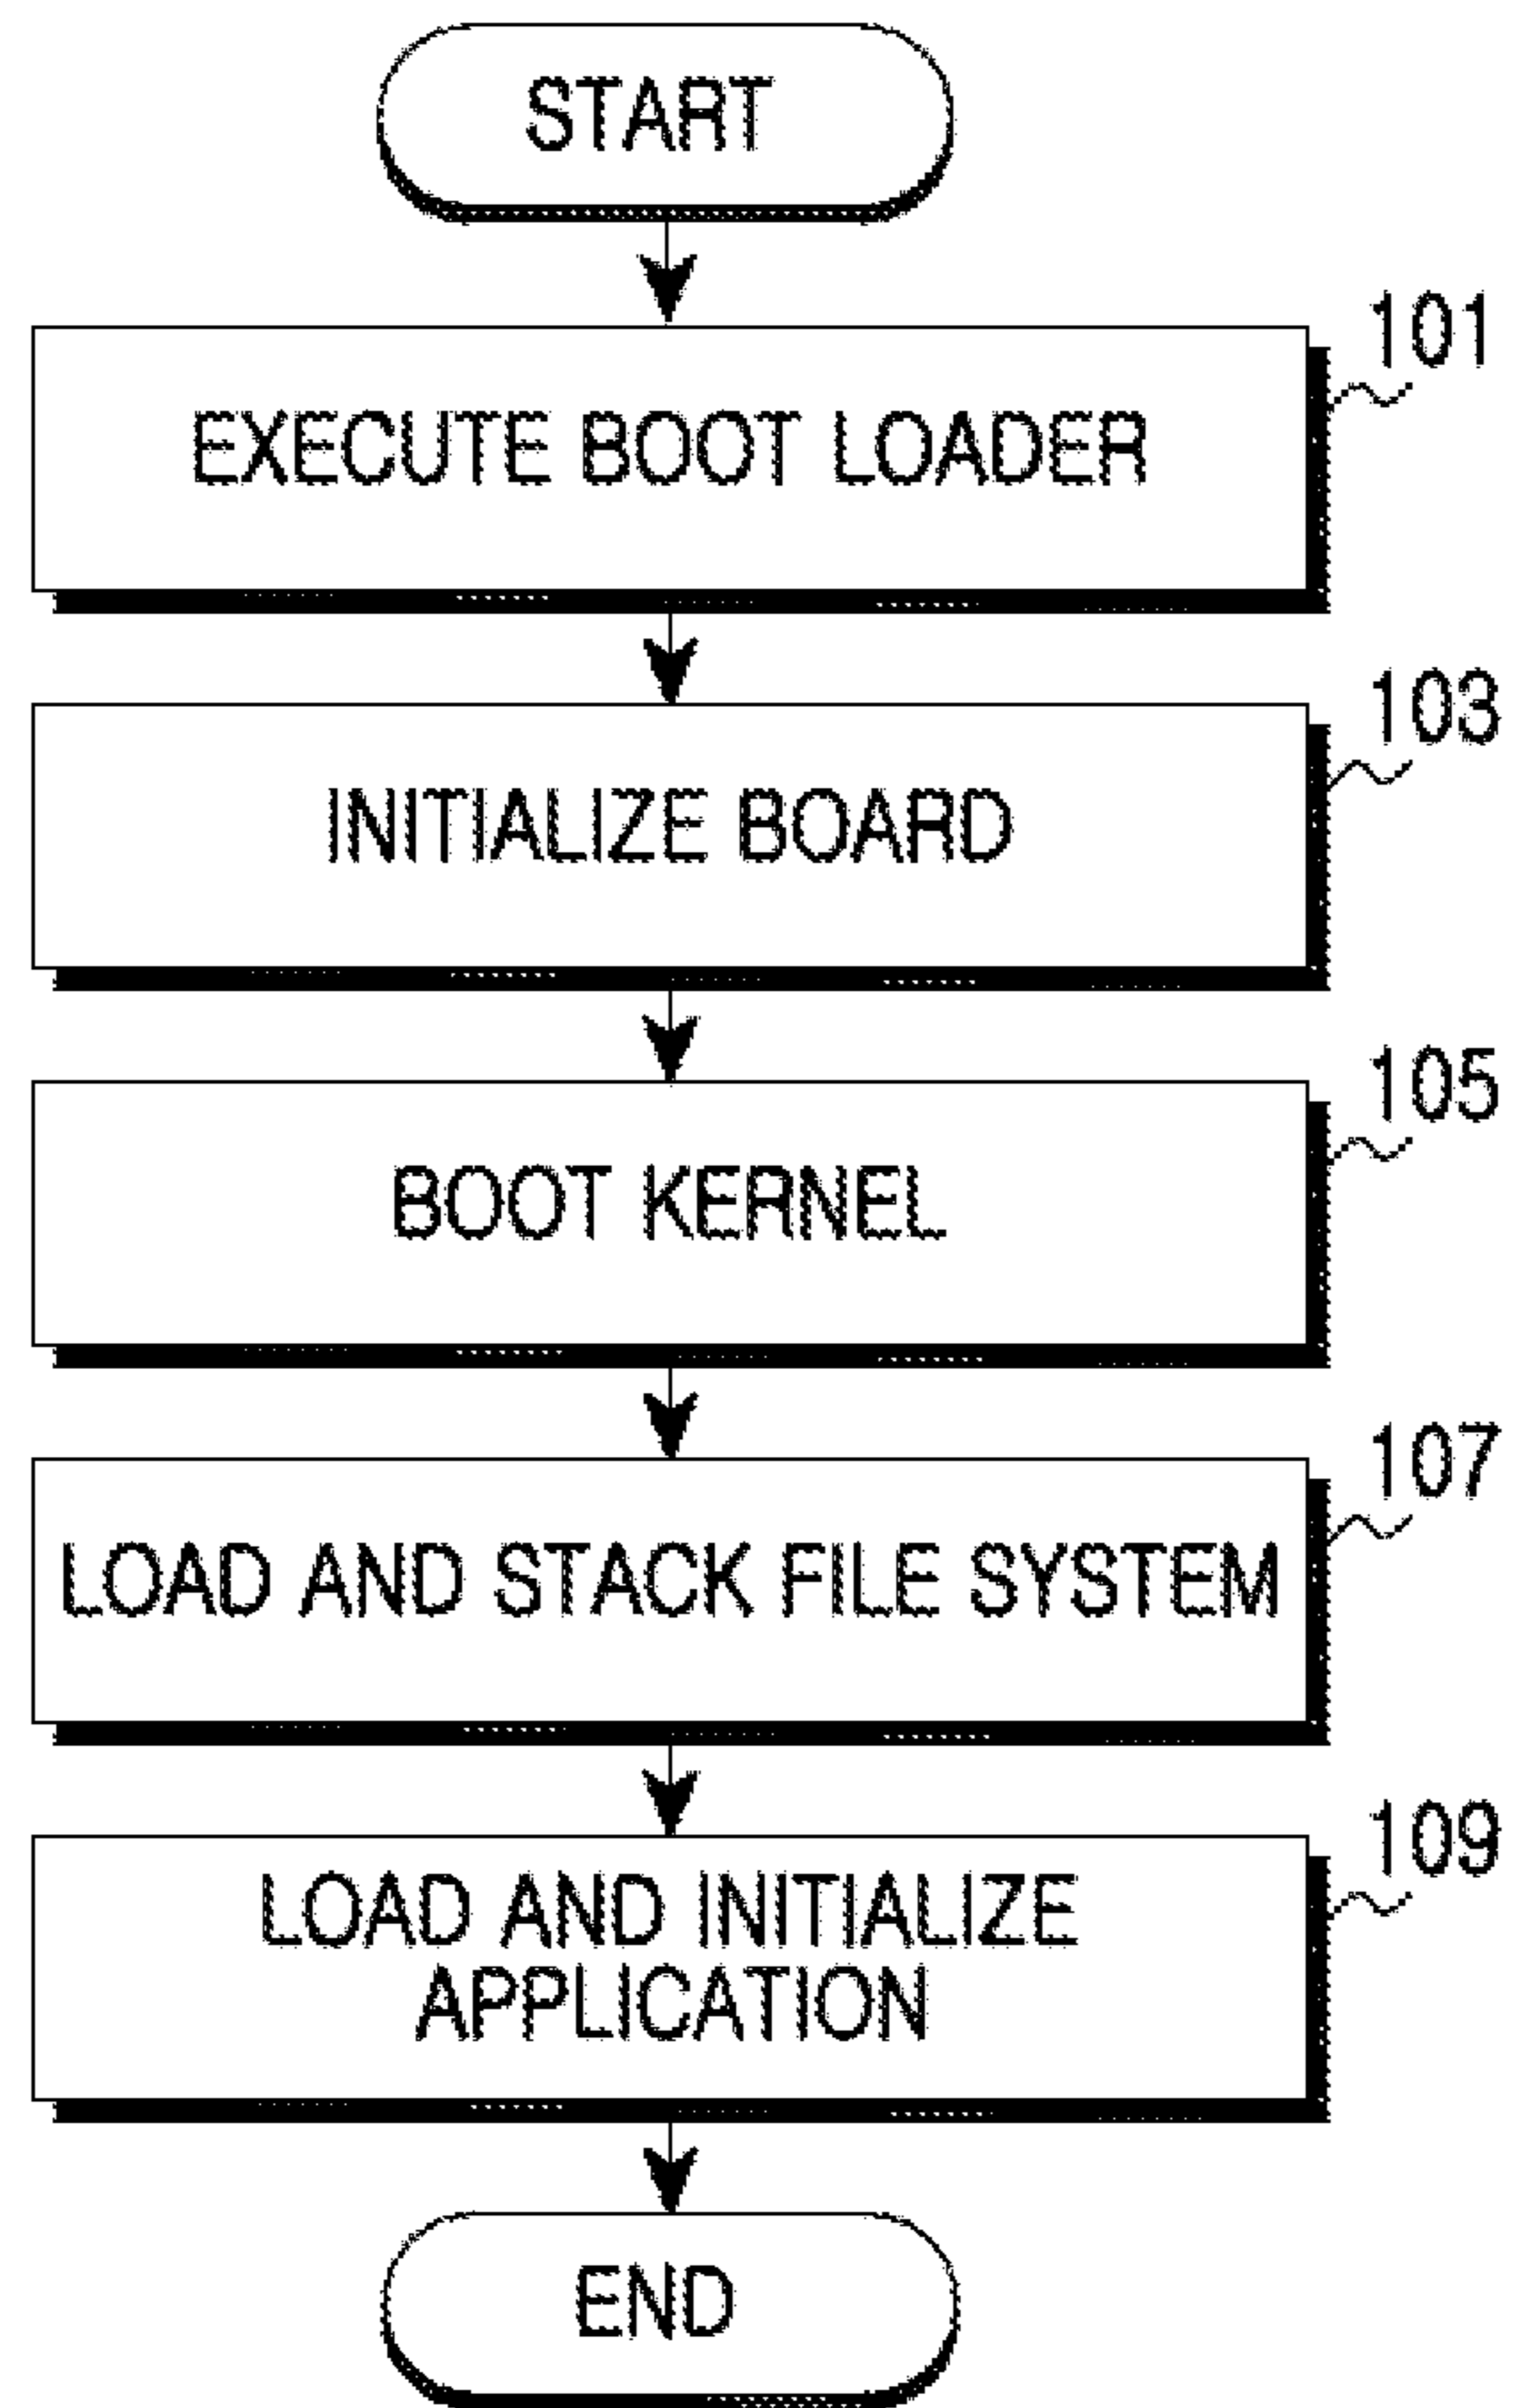 START
101
EXECUTE BOOT LOADER
103
INITIALIZE BOARD
105
BOOT KERNEL
107
LOAD AND STACK FILE SYSTEM
109
LOAD AND INITIALIZE
APPLICATION
END